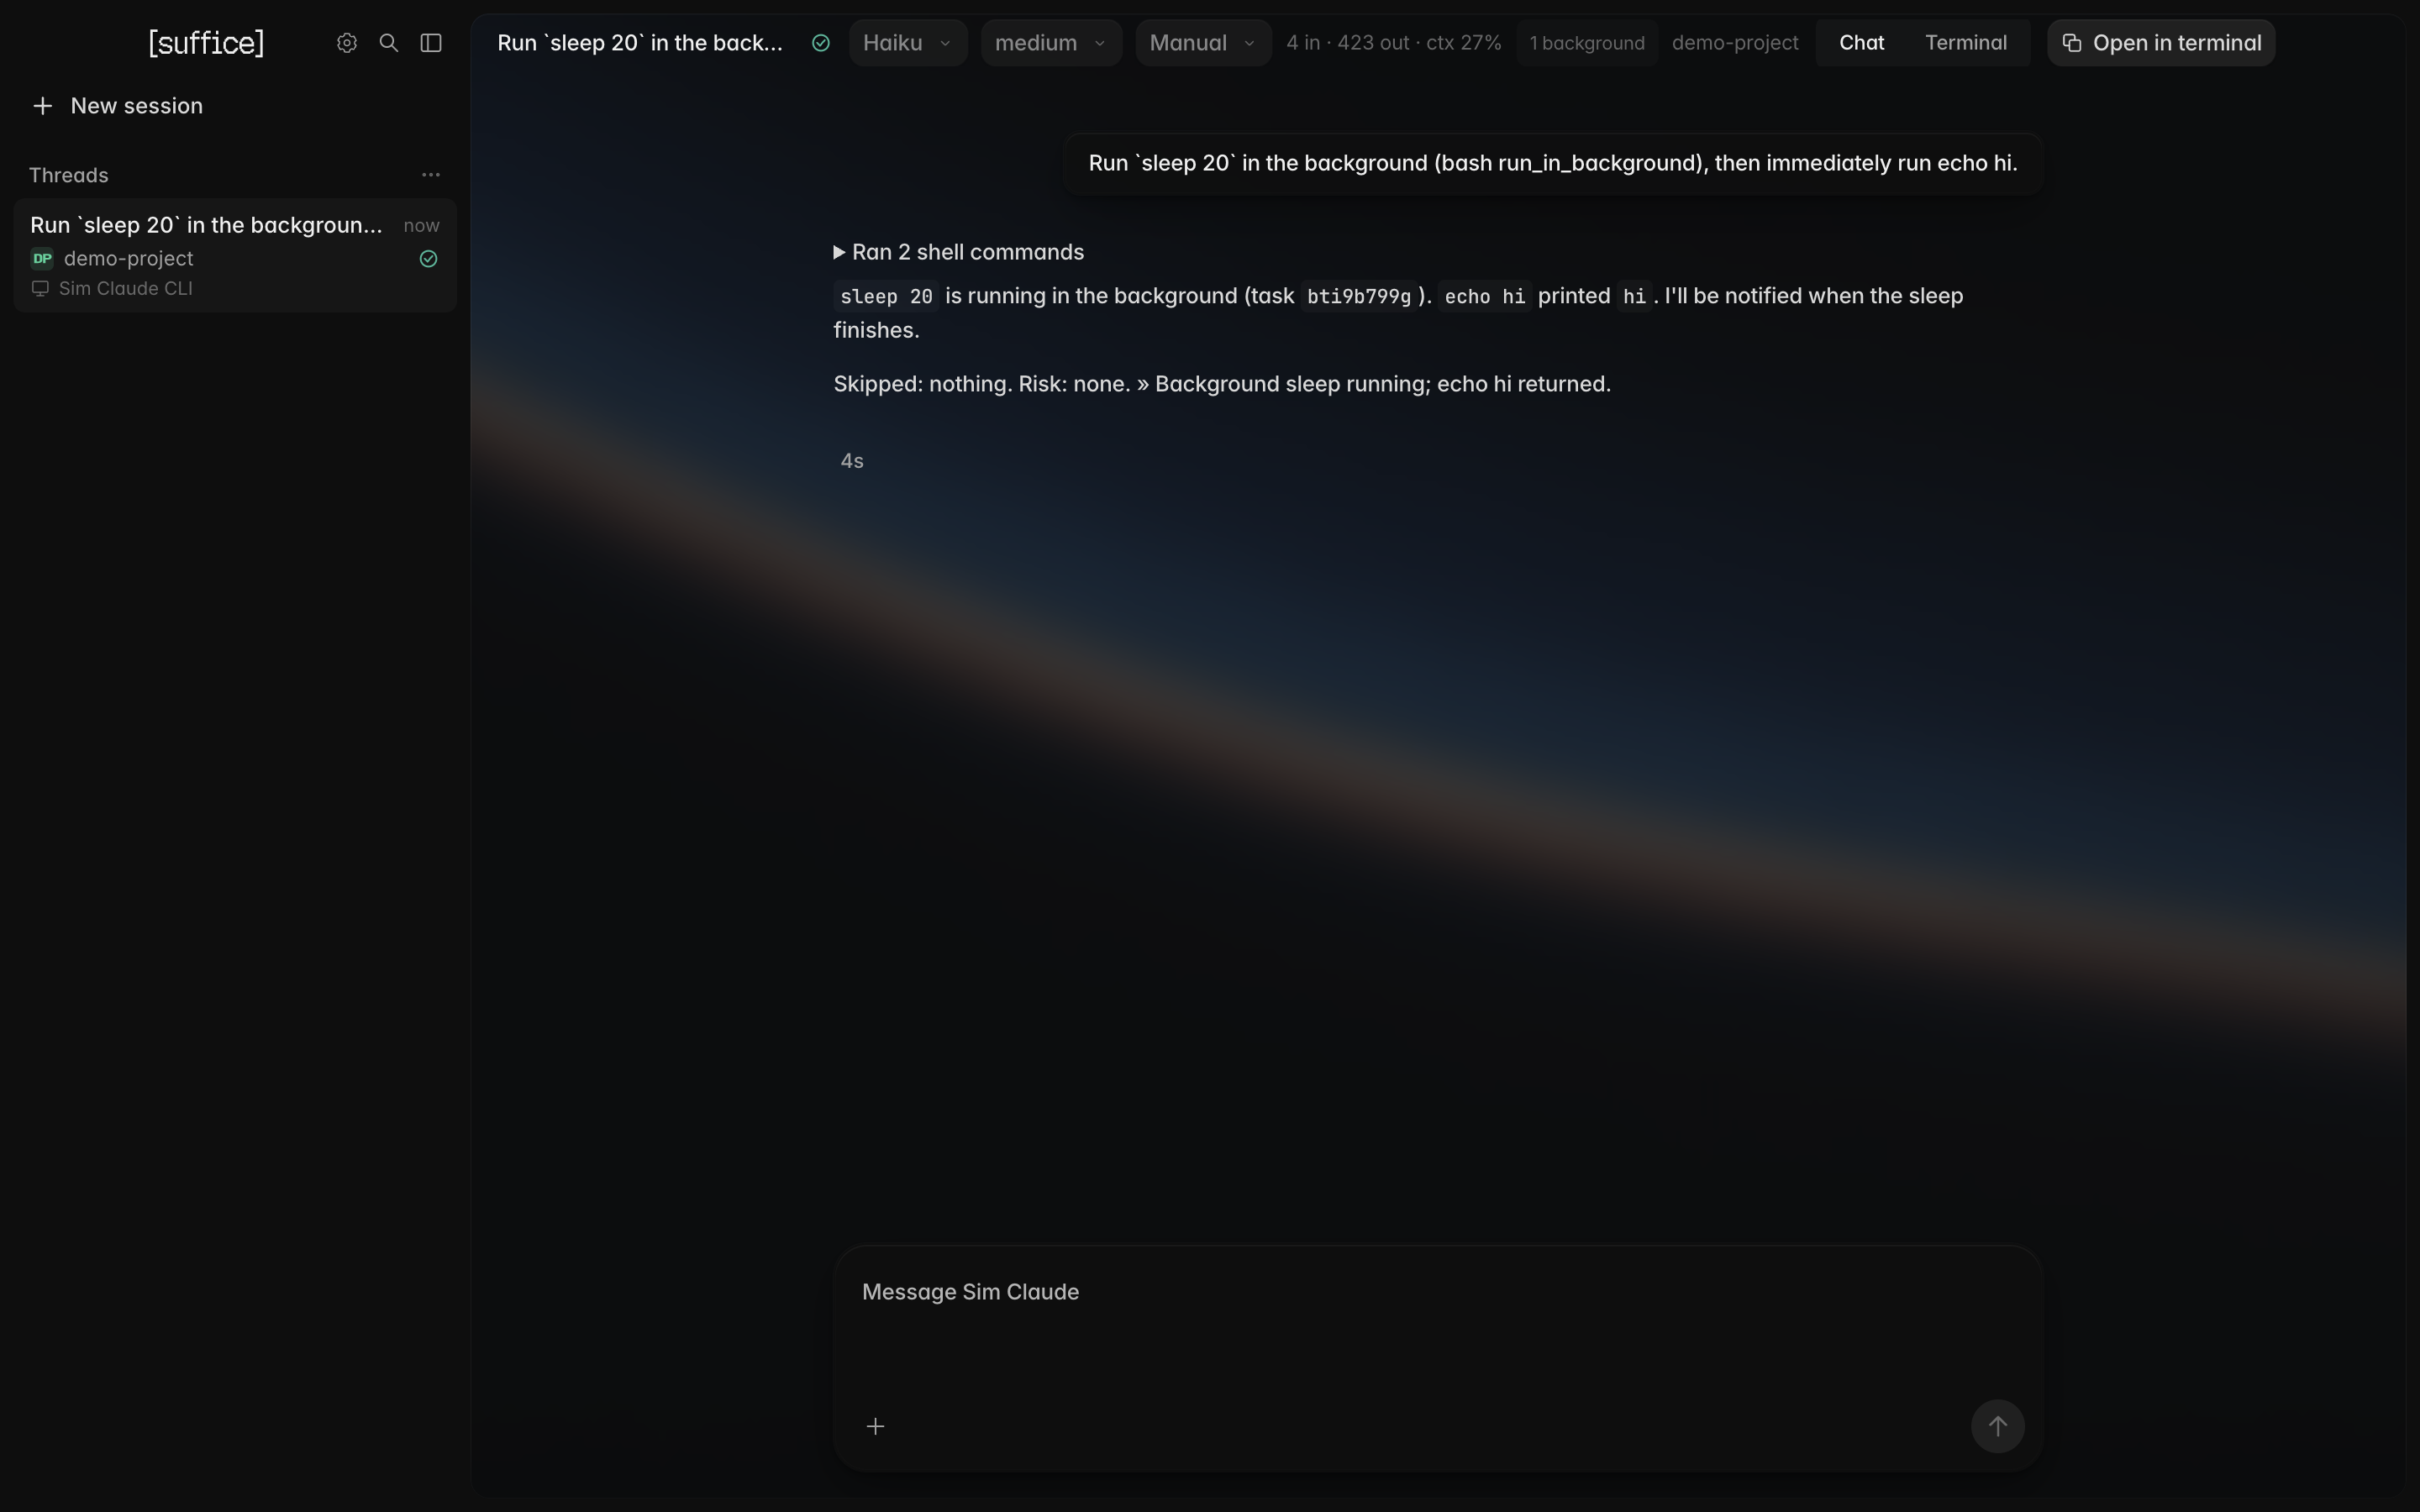 [suffice]
New session
Threads
Run `sleep 20` in the backgroun... now
DP demo-project
Sim Claude CLI
Run `sleep 20` in the back... Haiku medium Manual 4 in · 423 out · ctx 27% 1 background demo-project Chat Terminal Open in terminal
Run `sleep 20` in the background (bash run_in_background), then immediately run echo hi.
Ran 2 shell commands
sleep 20 is running in the background (task bti9b799g). echo hi printed hi. I'll be notified when the sleep
finishes.
Skipped: nothing. Risk: none. » Background sleep running; echo hi returned.
4s
Message Sim Claude